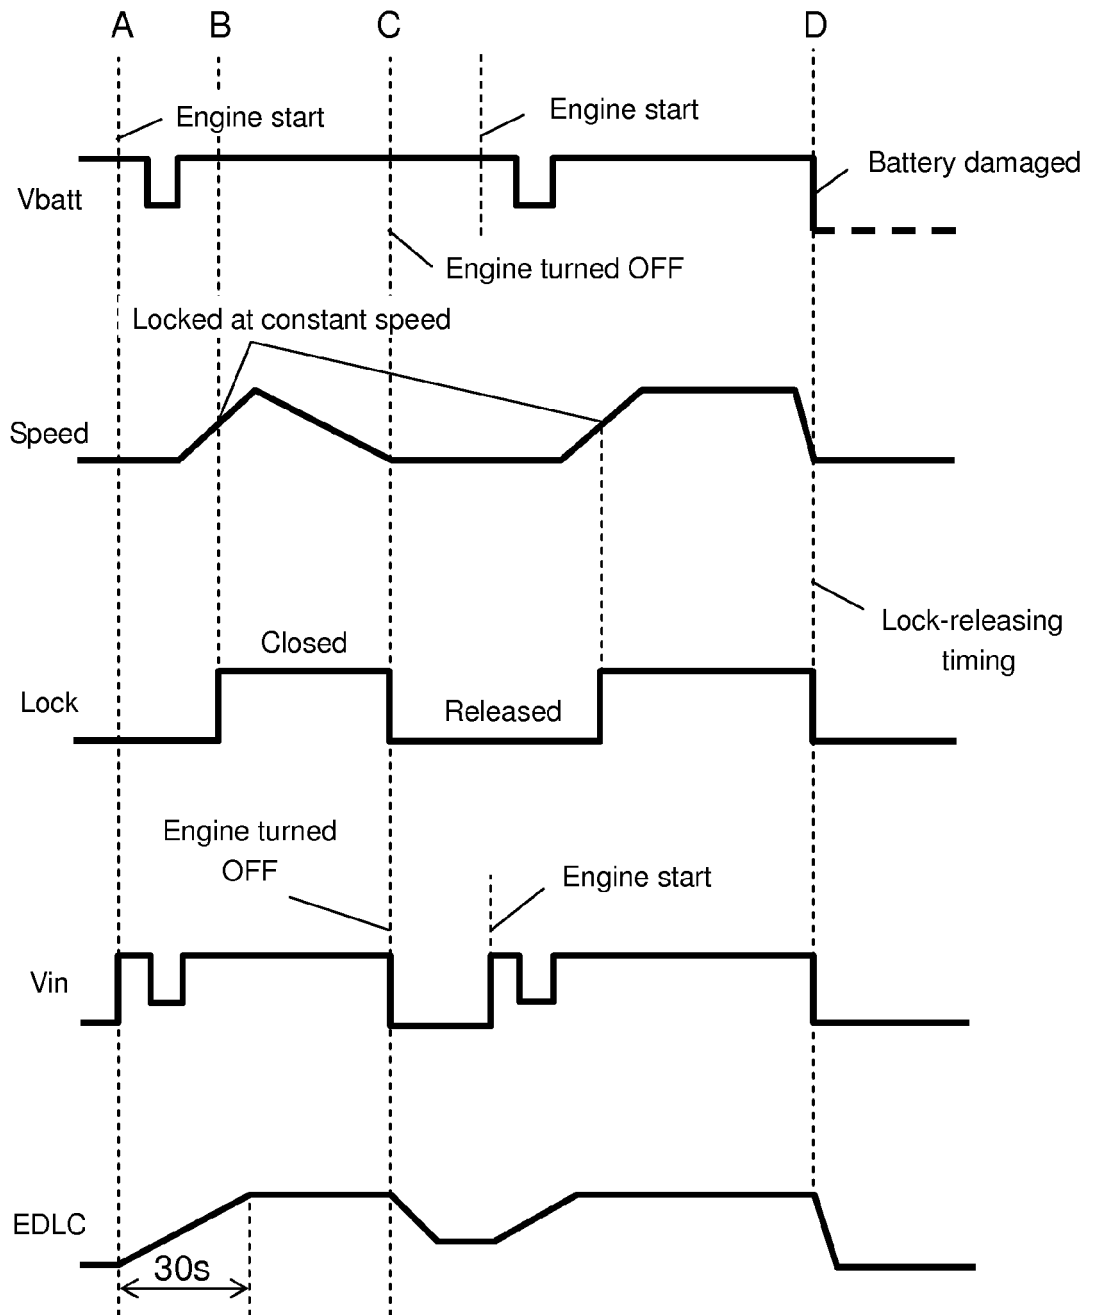 A B C D
Engine start
Engine start
Battery damaged
Vbatt
Engine turned OFF
Locked at constant speed
Speed
Lock-releasing
timing
Closed
Lock
Released
Engine turned
OFF
Engine start
Vin
EDLC
30s